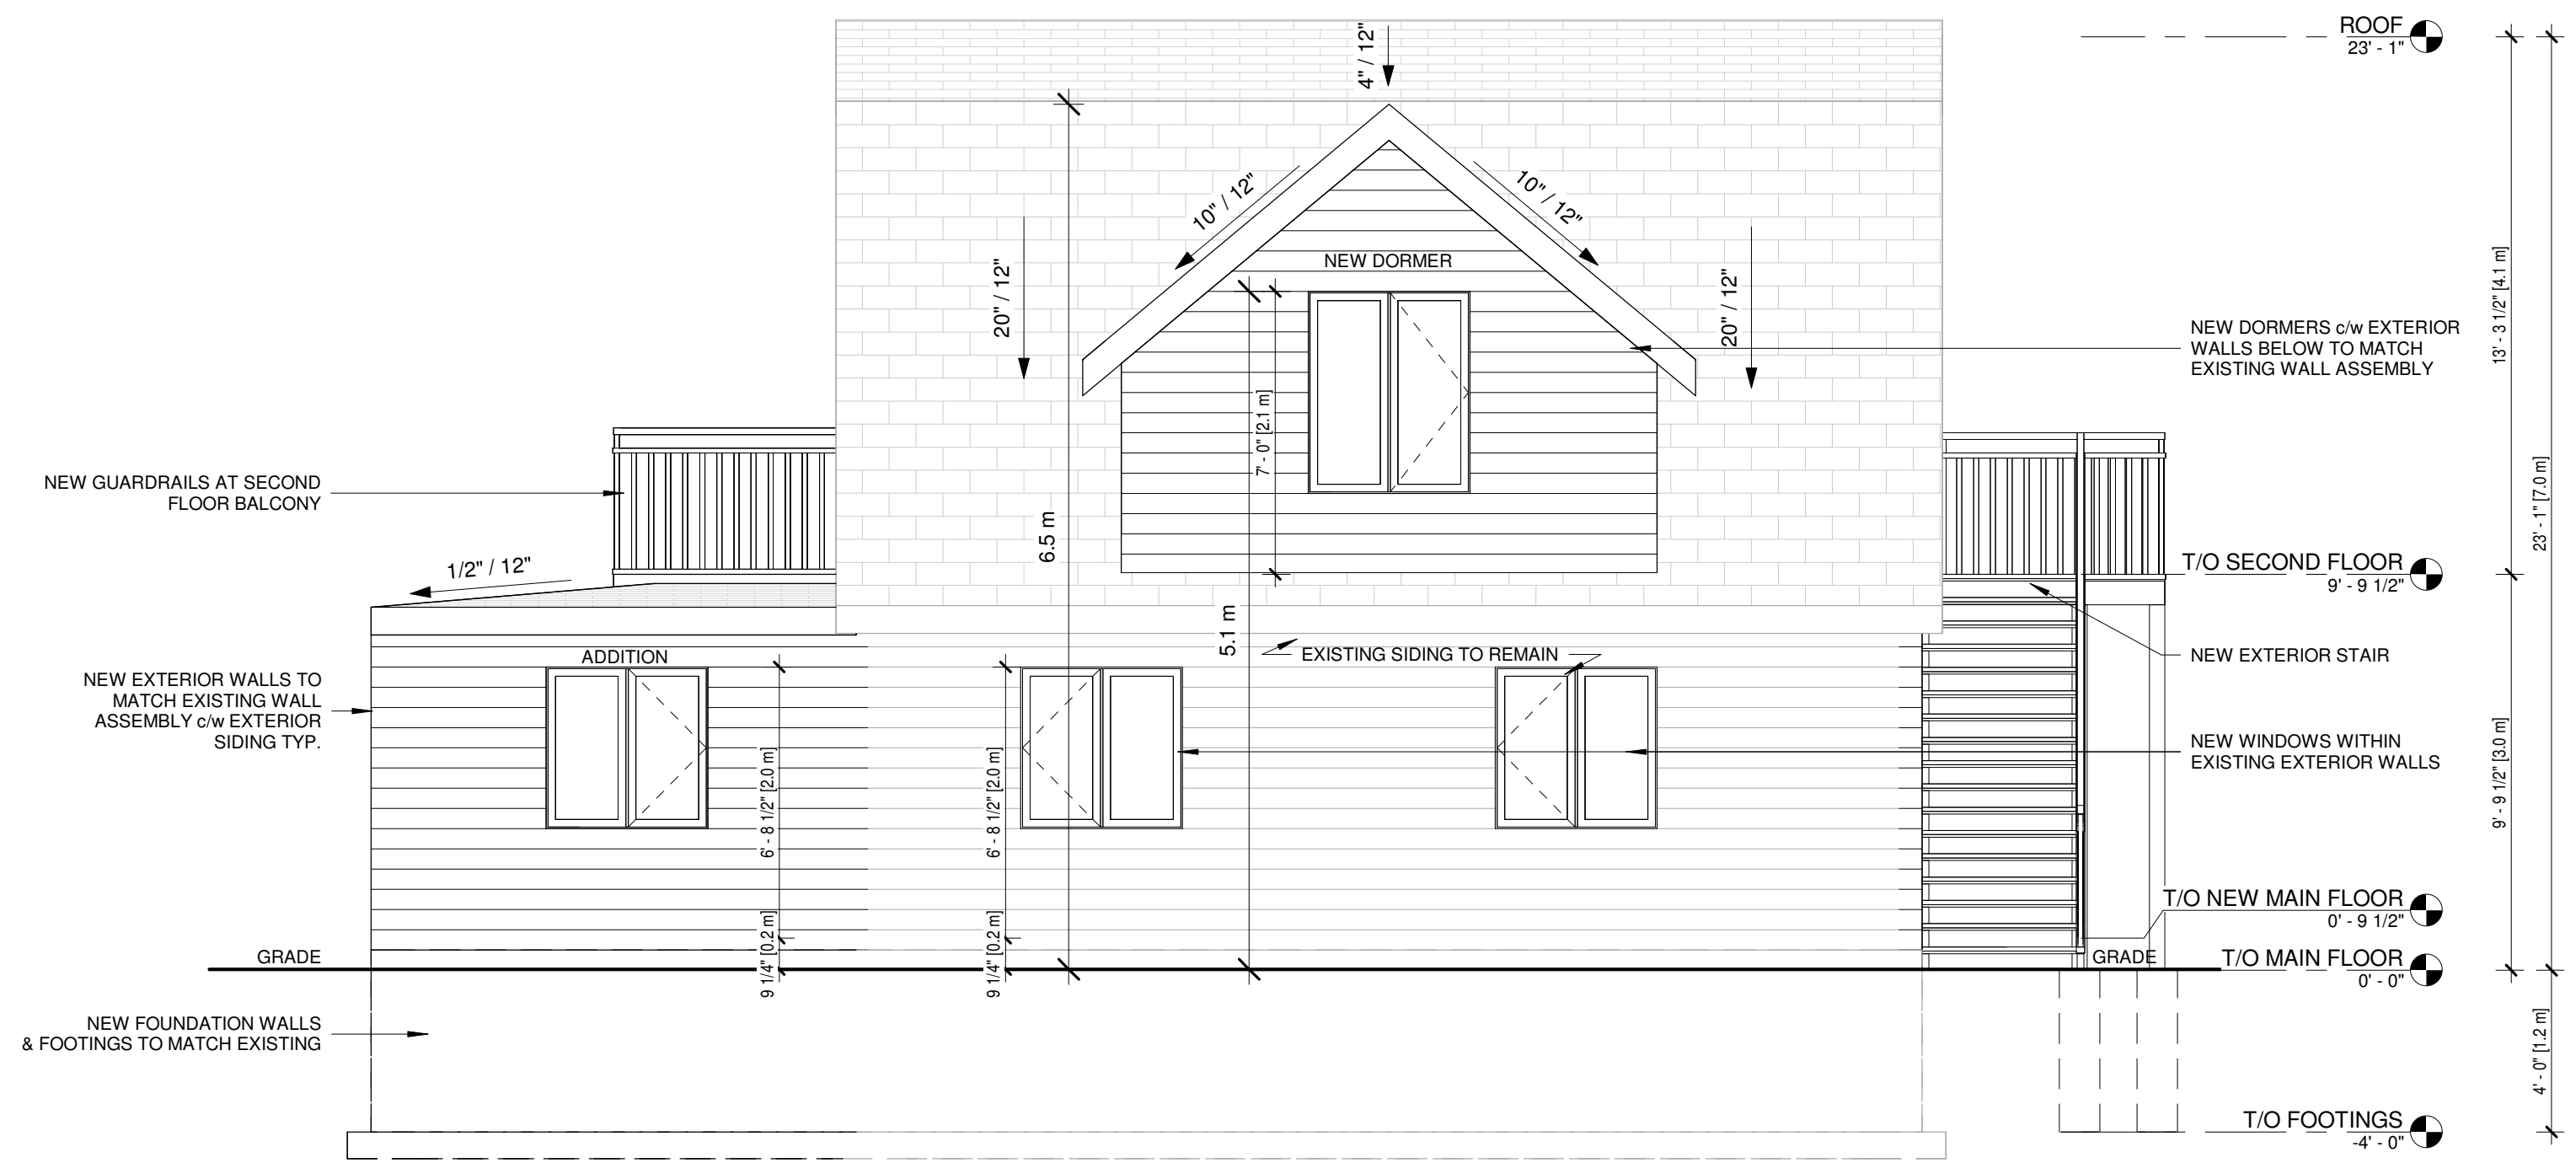 ROOF
23' - 1"
4" / 12"
10" / 12"
10" / 12"
20" / 12"
20" / 12"
NEW DORMER
13' - 3 1/2" [4.1 m]
NEW DORMERS c/w EXTERIOR
WALLS BELOW TO MATCH
EXISTING WALL ASSEMBLY
7' - 0" [2.1 m]
NEW GUARDRAILS AT SECOND
FLOOR BALCONY
6.5 m
23' - 1" [7.0 m]
1/2" / 12"
T/O SECOND FLOOR
9' - 9 1/2"
5.1 m
ADDITION
EXISTING SIDING TO REMAIN
NEW EXTERIOR STAIR
NEW EXTERIOR WALLS TO
MATCH EXISTING WALL
ASSEMBLY c/w EXTERIOR
SIDING TYP.
NEW WINDOWS WITHIN
EXISTING EXTERIOR WALLS
6' - 8 1/2" [2.0 m]
6' - 8 1/2" [2.0 m]
9' - 9 1/2" [3.0 m]
T/O NEW MAIN FLOOR
0' - 9 1/2"
9 1/4" [0.2 m]
9 1/4" [0.2 m]
GRADE
GRADE
T/O MAIN FLOOR
0' - 0"
NEW FOUNDATION WALLS
& FOOTINGS TO MATCH EXISTING
4' - 0" [1.2 m]
T/O FOOTINGS
-4' - 0"